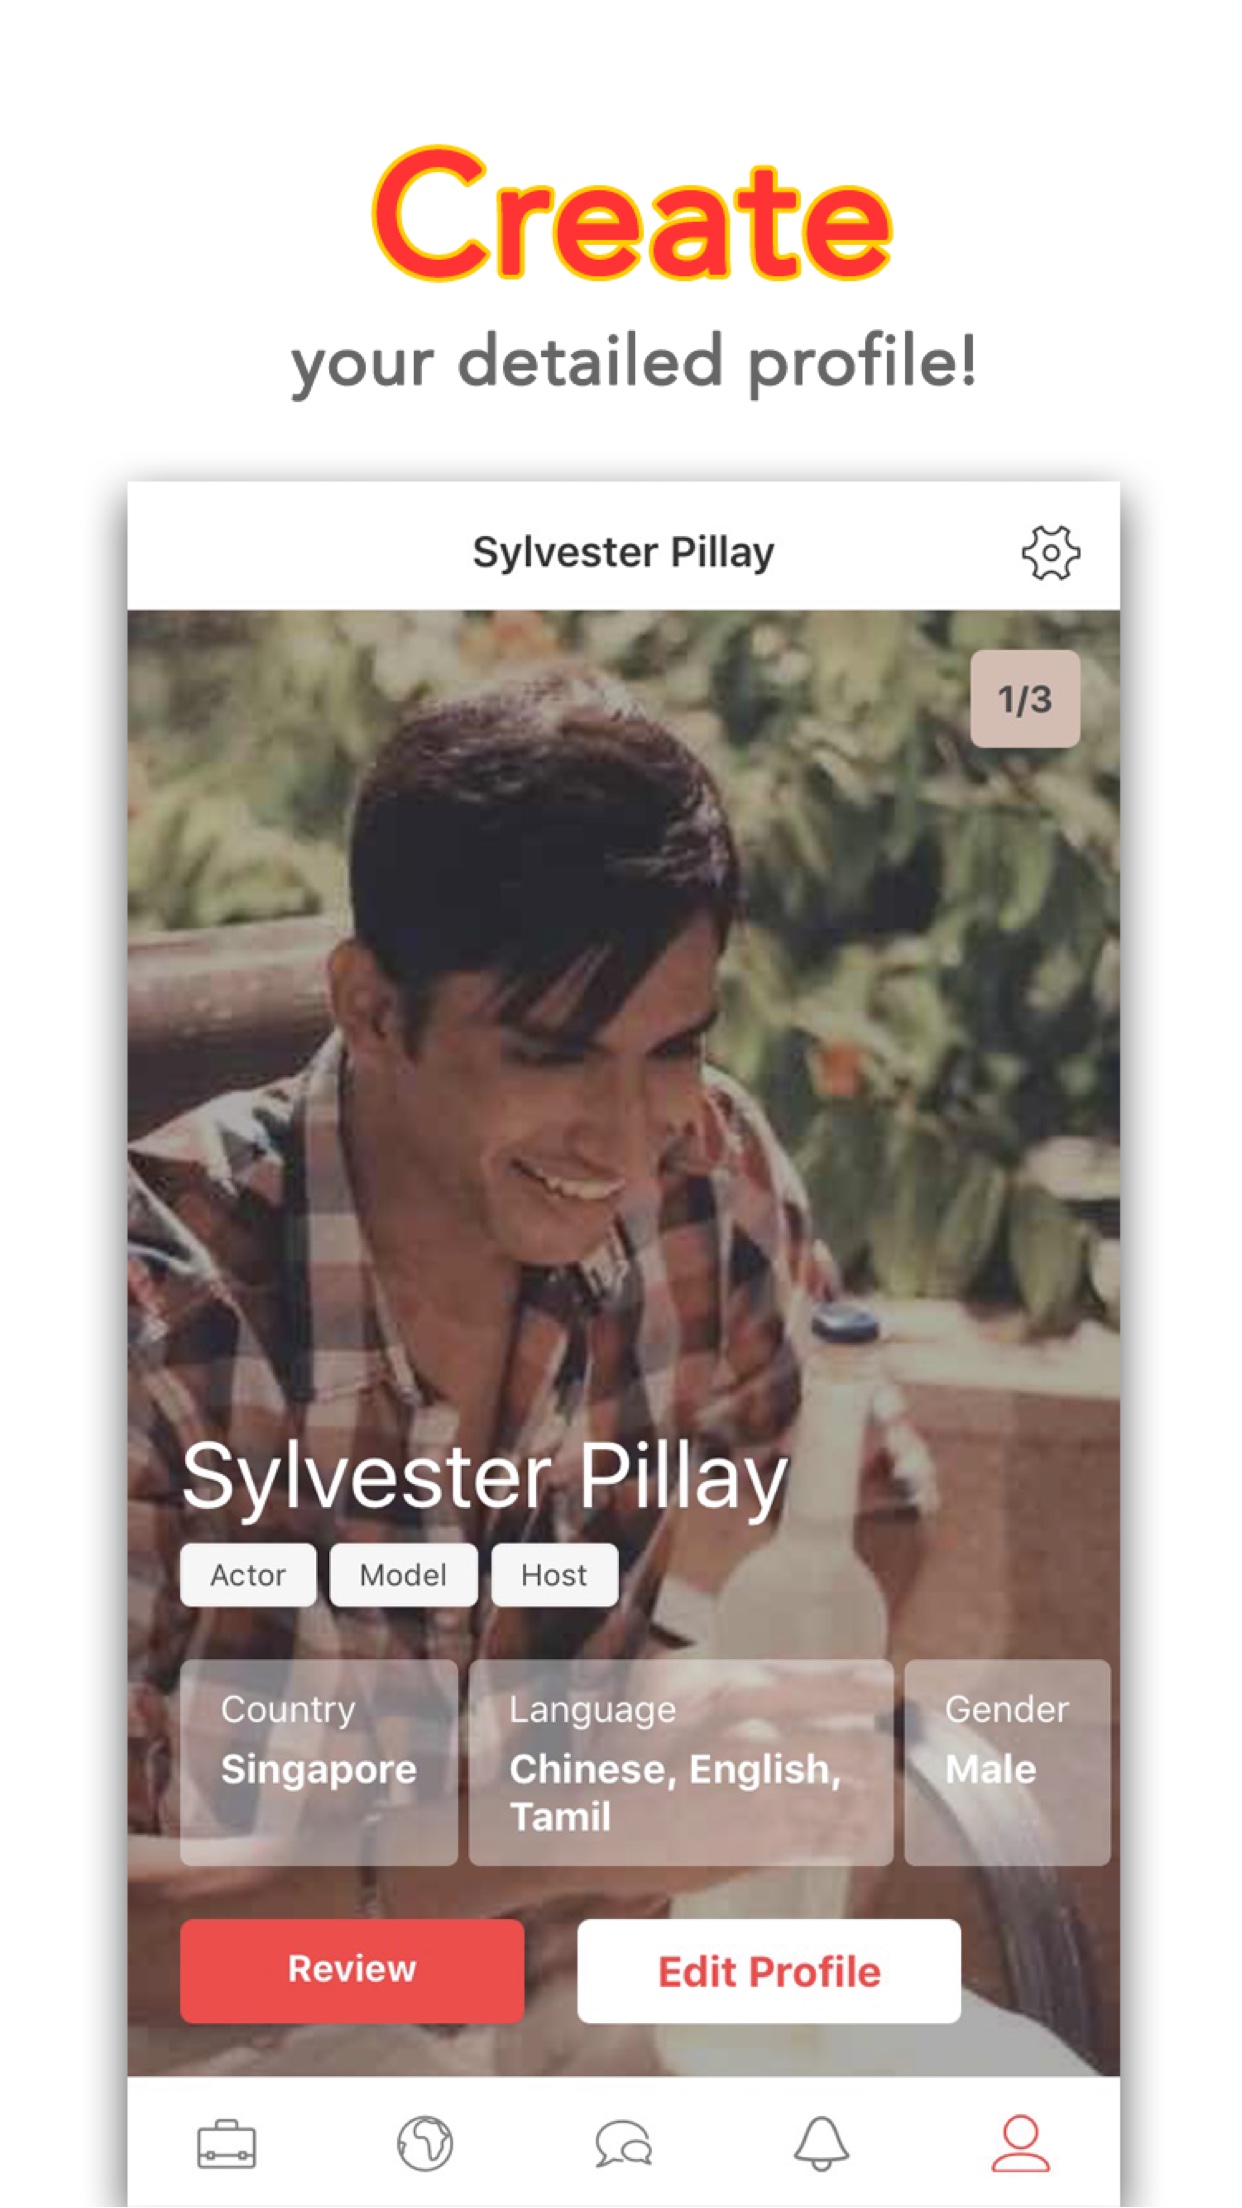 Create
your detailed profile!
Sylvester Pillay
1/3
Sylvester Pillay
Actor
Model
Host
Country
Singapore
Language
Chinese, English,
Tamil
Gender
Male
Review
Edit Profile